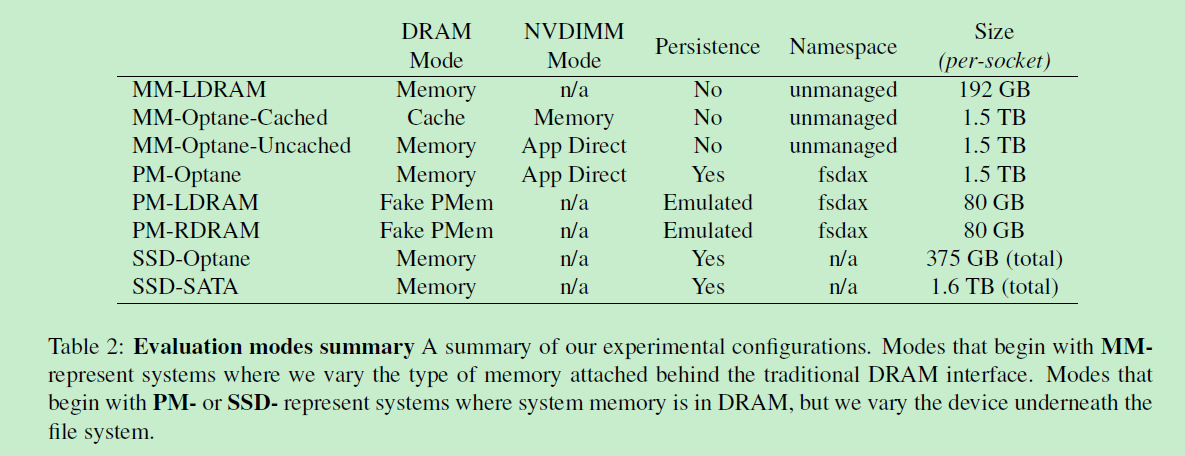 DRAM Mode NVDIMM Mode Persistence Namespace Size (per-socket)
MM-LDRAM Memory n/a No unmanaged 192 GB
MM-Optane-Cached Cache Memory No unmanaged 1.5 TB
MM-Optane-Uncached Memory App Direct No unmanaged 1.5 TB
PM-Optane Memory App Direct Yes fsdax 1.5 TB
PM-LDRAM Fake PMem n/a Emulated fsdax 80 GB
PM-RDRAM Fake PMem n/a Emulated fsdax 80 GB
SSD-Optane Memory n/a Yes n/a 375 GB (total)
SSD-SATA Memory n/a Yes n/a 1.6 TB (total)
Table 2: Evaluation modes summary A summary of our experimental configurations. Modes that begin with MM-
represent systems where we vary the type of memory attached behind the traditional DRAM interface. Modes that
begin with PM- or SSD- represent systems where system memory is in DRAM, but we vary the device underneath the
file system.